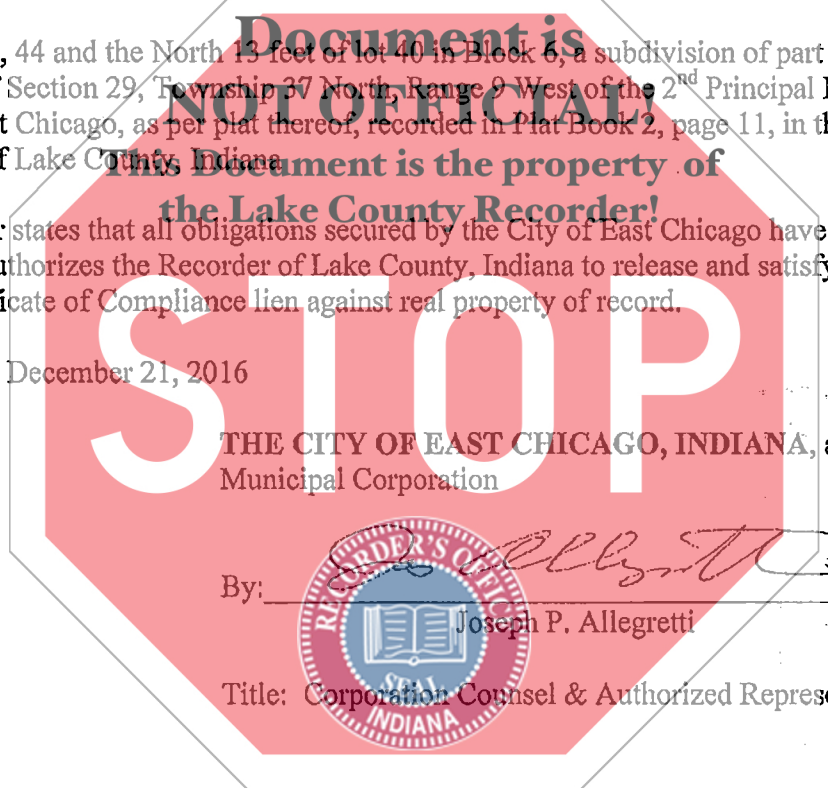 Document is
, 44 and the North 13 feet of lot 40 in Block 6, a subdivision of part
Section 29, Township 37 North, Range 9 West of the 2nd Principal
NOT OFFICIAL!
t Chicago, as per plat thereof, recorded in Plat Book 2, page 11, in th
f Lake County, Indiana
This Document is the property of
the Lake County Recorder!
r states that all obligations secured by the City of East Chicago have
uthorizes the Recorder of Lake County, Indiana to release and satisfy
icate of Compliance lien against real property of record.
STOP
December 21, 2016
THE CITY OF EAST CHICAGO, INDIANA, a
Municipal Corporation
By:
Joseph P. Allegretti
Title: Corporation Counsel & Authorized Represe
RECORDER'S OFFICE
SEAL
INDIANA